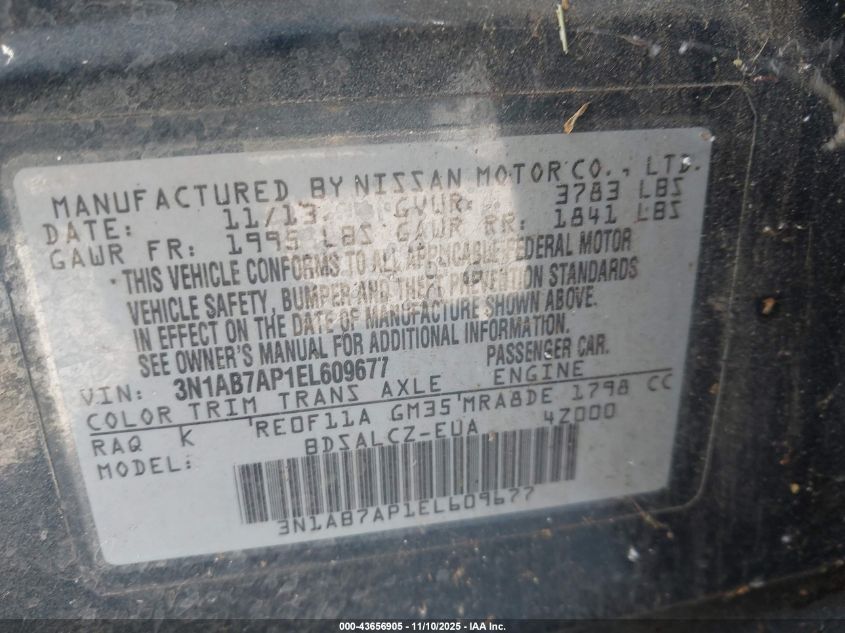 MANUFACTURED BY NISSAN MOTOR CO., LTD.
DATE: 11/13 GVWR: 3783 LBS
GAWR FR: 1995 LBS GAWR RR: 1841 LBS
THIS VEHICLE CONFORMS TO ALL APPLICABLE FEDERAL MOTOR
VEHICLE SAFETY, BUMPER AND THEFT PREVENTION STANDARDS
IN EFFECT ON THE DATE OF MANUFACTURE SHOWN ABOVE.
SEE OWNER'S MANUAL FOR ADDITIONAL INFORMATION.
VIN: 3N1AB7AP1EL609677 PASSENGER CAR.
COLOR TRIM TRANS AXLE ENGINE
RAQ K RE0F11A GM35 MRA8DE 1798 CC
MODEL: BDSALCZ-EUA 4Z000
3N1AB7AP1EL609677
000-43656905 - 11/10/2025 - IAA Inc.